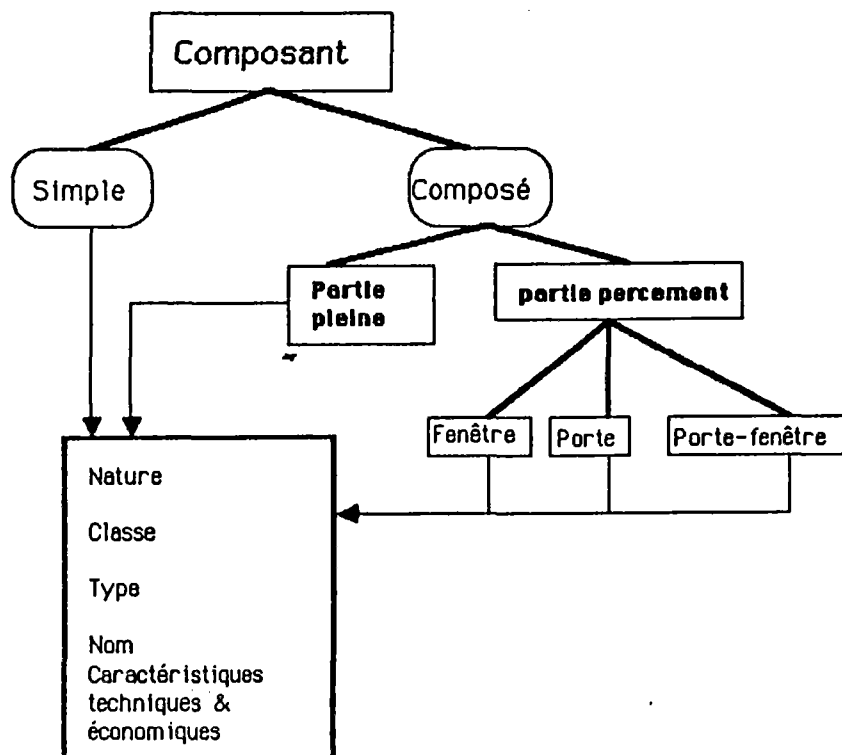 Composant
Simple
Composé
Partie
pleine
partie percement
Fenêtre
Porte
Porte-fenêtre
Nature
Classe
Type
Nom
Caractéristiques
techniques &
économiques